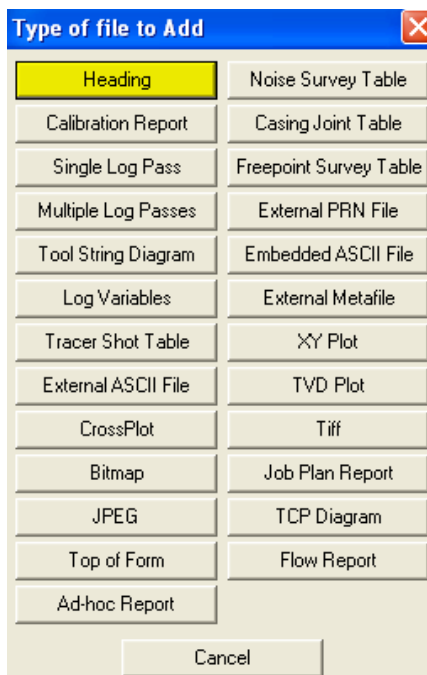 Type of file to Add
Heading
Noise Survey Table
Calibration Report
Casing Joint Table
Single Log Pass
Freepoint Survey Table
Multiple Log Passes
External PRN File
Tool String Diagram
Embedded ASCII File
Log Variables
External Metafile
Tracer Shot Table
XY Plot
External ASCII File
TVD Plot
CrossPlot
Tiff
Bitmap
Job Plan Report
JPEG
TCP Diagram
Top of Form
Flow Report
Ad-hoc Report
Cancel